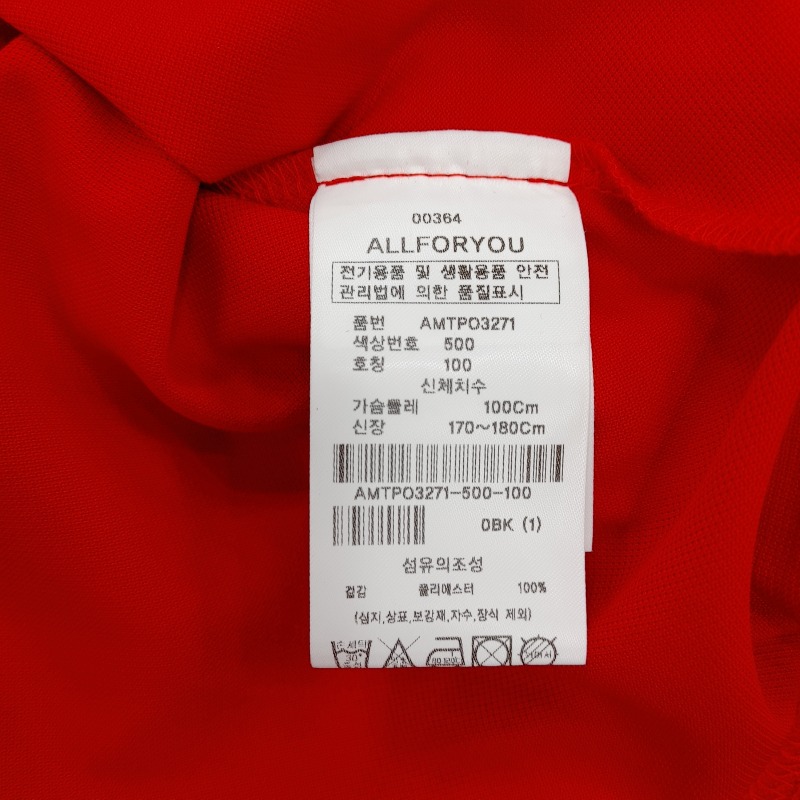 00364
ALLFORYOU
전기용품 및 생활용품 안전
관리법에 의한 품질표시
품번 AMTPO3271
색상번호 500
호칭 100
신체치수
가슴둘레 100Cm
신장 170~180Cm
AMTPO3271-500-100
0BK (1)
섬유의조성
겉감 폴리에스터 100%
(심지,상표,보강재,자수,장식 제외)